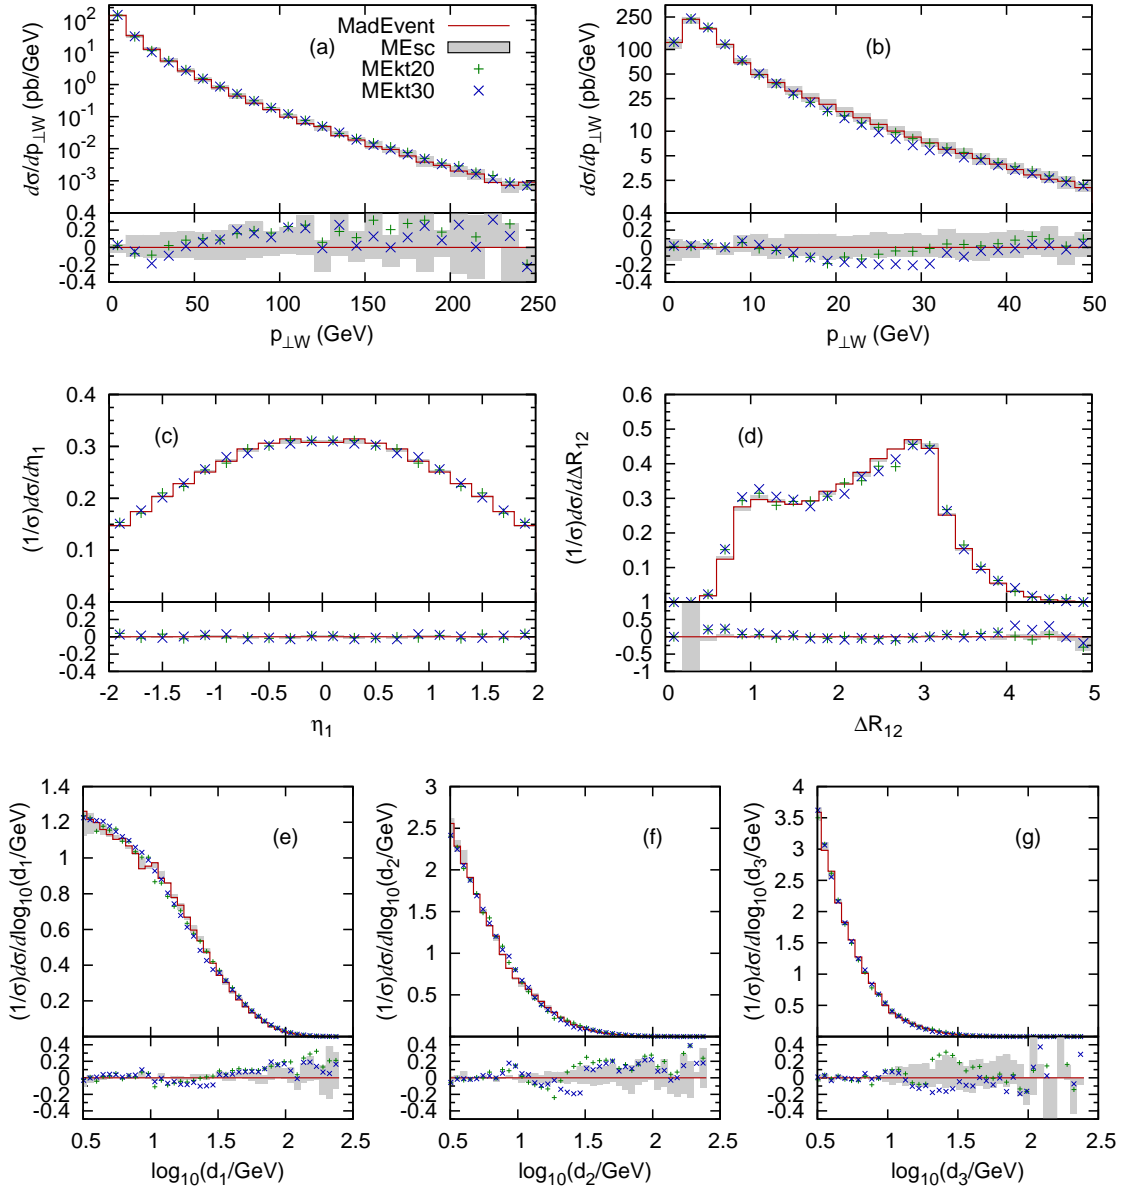 MadEvent
MEsc
MEkt20
MEkt30
(a)
dσ/dp⊥W (pb/GeV)
10^2
10^1
10^0
10^-1
10^-2
10^-3
0.4
0.2
0
-0.2
-0.4
0 50 100 150 200 250
p⊥W (GeV)
(b)
dσ/dp⊥W (pb/GeV)
250
100
50
25
10
5
2.5
0.4
0.2
0
-0.2
-0.4
0 10 20 30 40 50
p⊥W (GeV)
(c)
(1/σ)dσ/dη1
0.4
0.3
0.2
0.1
0.4
0.2
0
-0.2
-2 -1.5 -1 -0.5 0 0.5 1 1.5 2
η1
(d)
(1/σ)dσ/dΔR12
0.6
0.5
0.4
0.3
0.2
0.1
1
0.5
0
-0.5
-1
0 1 2 3 4 5
ΔR12
(e)
(1/σ)dσ/dlog10(d1/GeV)
1.4
1.2
1
0.8
0.6
0.4
0.2
0.4
0.2
0
-0.2
-0.4
0.5 1 1.5 2 2.5
log10(d1/GeV)
(f)
(1/σ)dσ/dlog10(d2/GeV)
3
2.5
2
1.5
1
0.5
0.4
0.2
0
-0.2
-0.4
0.5 1 1.5 2 2.5
log10(d2/GeV)
(g)
(1/σ)dσ/dlog10(d3/GeV)
4
3.5
3
2.5
2
1.5
1
0.5
0.4
0.2
0
-0.2
-0.4
0.5 1 1.5 2 2.5
log10(d3/GeV)